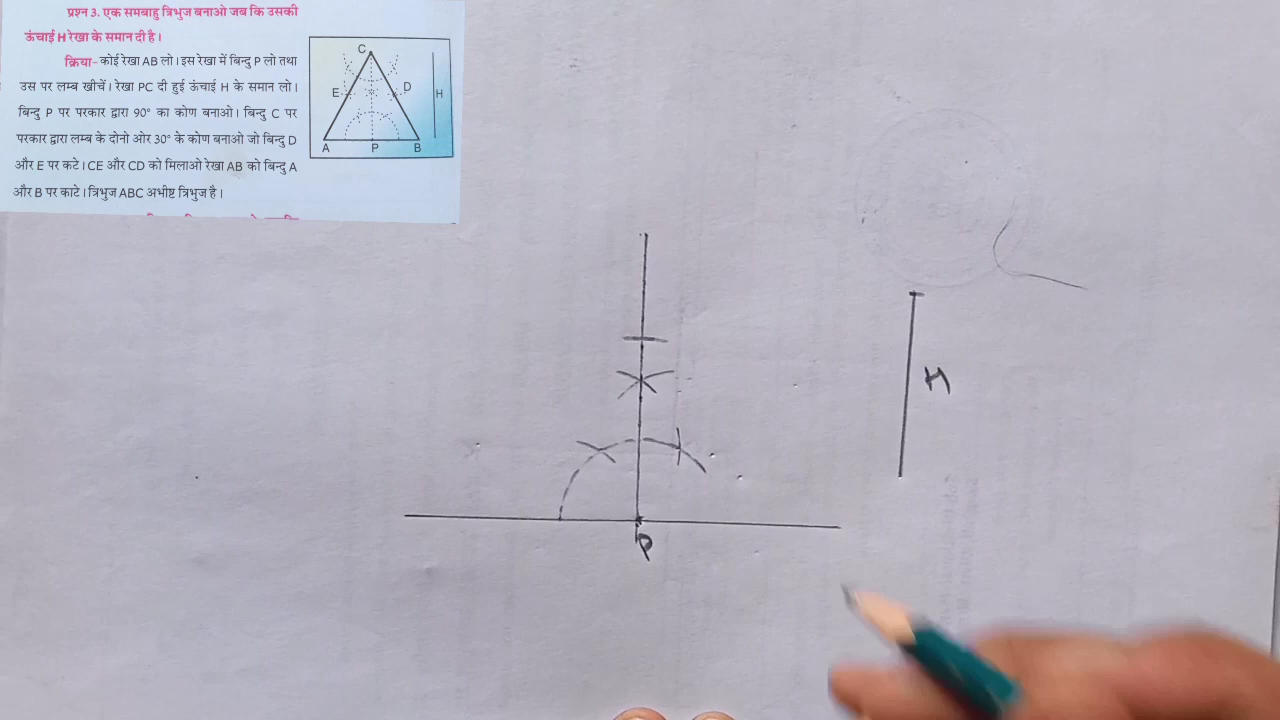 प्रश्न 3. एक समबाहु त्रिभुज बनाओ जब कि उसकी
ऊंचाई H रेखा के समान दी है।
क्रिया- कोई रेखा AB लो। इस रेखा में बिन्दु P लो तथा
उस पर लम्ब खीचें। रेखा PC दी हुई ऊंचाई H के समान लो।
बिन्दु P पर परकार द्वारा 90° का कोण बनाओ। बिन्दु C पर
परकार द्वारा लम्ब के दोनो ओर 30° के कोण बनाओ जो बिन्दु D
और E पर कटे। CE और CD को मिलाओ रेखा AB को बिन्दु A
और B पर काटे। त्रिभुज ABC अभीष्ट त्रिभुज है।
C
E D H
A P B
H
P